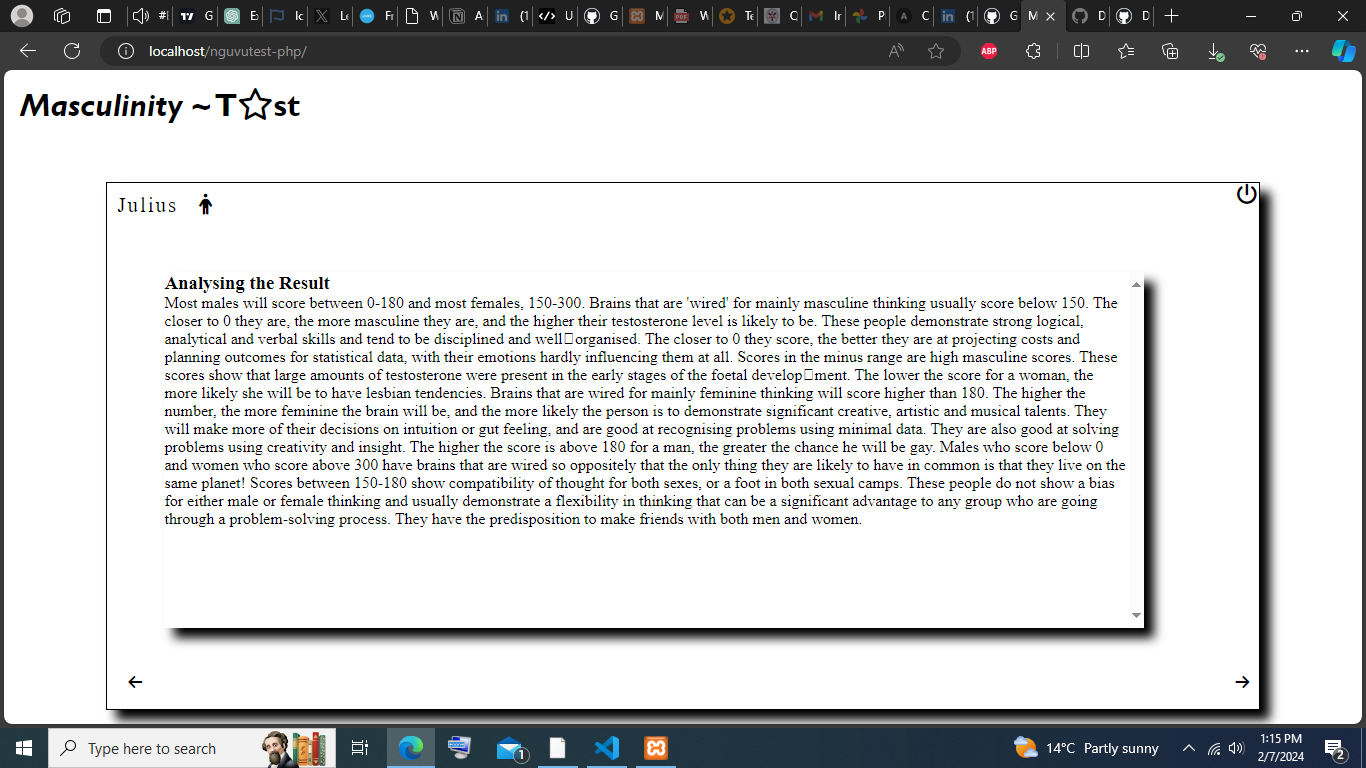 localhost/nguvutest-php/
Masculinity ~T☆st
Julius
Analysing the Result
Most males will score between 0-180 and most females, 150-300. Brains that are 'wired' for mainly masculine thinking usually score below 150. The
closer to 0 they are, the more masculine they are, and the higher their testosterone level is likely to be. These people demonstrate strong logical,
analytical and verbal skills and tend to be disciplined and well□organised. The closer to 0 they score, the better they are at projecting costs and
planning outcomes for statistical data, with their emotions hardly influencing them at all. Scores in the minus range are high masculine scores. These
scores show that large amounts of testosterone were present in the early stages of the foetal develop□ment. The lower the score for a woman, the
more likely she will be to have lesbian tendencies. Brains that are wired for mainly feminine thinking will score higher than 180. The higher the
number, the more feminine the brain will be, and the more likely the person is to demonstrate significant creative, artistic and musical talents. They
will make more of their decisions on intuition or gut feeling, and are good at recognising problems using minimal data. They are also good at solving
problems using creativity and insight. The higher the score is above 180 for a man, the greater the chance he will be gay. Males who score below 0
and women who score above 300 have brains that are wired so oppositely that the only thing they are likely to have in common is that they live on the
same planet! Scores between 150-180 show compatibility of thought for both sexes, or a foot in both sexual camps. These people do not show a bias
for either male or female thinking and usually demonstrate a flexibility in thinking that can be a significant advantage to any group who are going
through a problem-solving process. They have the predisposition to make friends with both men and women.
Type here to search
14°C Partly sunny
1:15 PM
2/7/2024